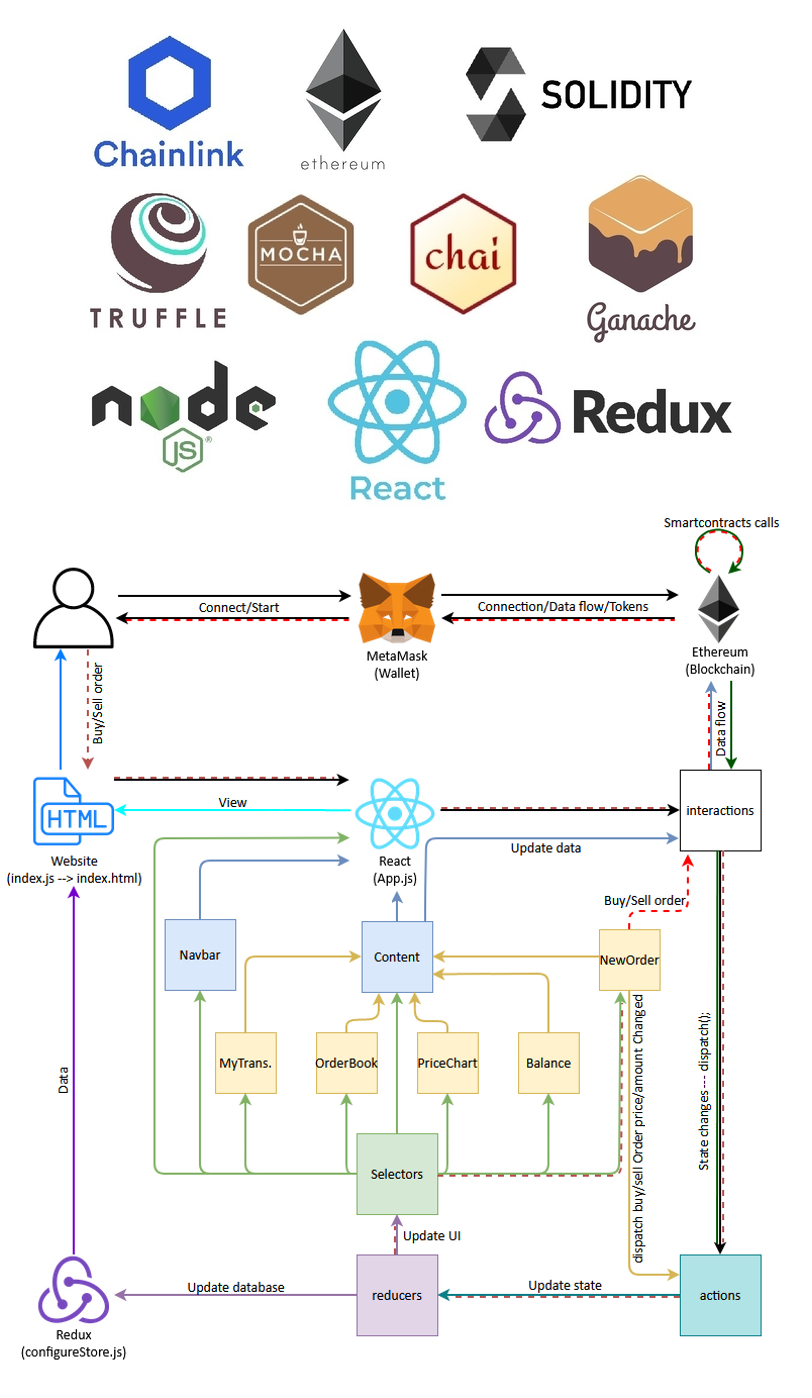 Chainlink
ethereum
SOLIDITY
TRUFFLE
MOCHA
chai
Ganache
node
JS
®
React
Redux
Smartcontracts calls
Connect/Start
Connection/Data flow/Tokens
MetaMask
(Wallet)
Ethereum
(Blockchain)
Buy/Sell order
Data flow
HTML
View
interactions
Website
(index.js --> index.html)
React
(App.js)
Update data
Buy/Sell order
Navbar
Content
NewOrder
MyTrans.
OrderBook
PriceChart
Balance
Data
dispatch buy/sell Order price/amount Changed
State changes --- dispatch();
Selectors
Update UI
Update database
reducers
Update state
actions
Redux
(configureStore.js)